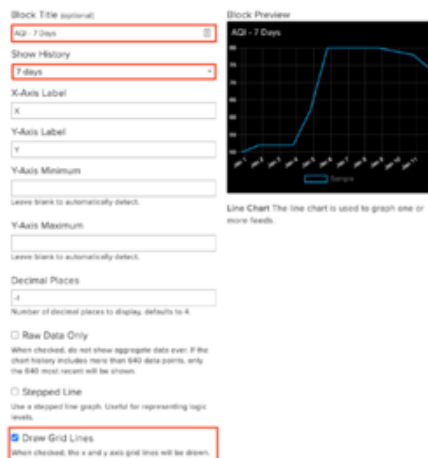 Block Title (optional)
AQI - 7 Days
Show History
7 days
X-Axis Label
X
Y-Axis Label
Y
Y-Axis Minimum
Leave blank to automatically detect.
Y-Axis Maximum
Leave blank to automatically detect.
Decimal Places
-1
Number of decimal places to display, defaults to 4.
Raw Data Only
When checked, do not show aggregate data ever. If the
chart history includes more than 640 data points, only
the 640 most recent will be shown.
Stepped Line
Use a stepped line graph. Useful for representing logic
levels.
Draw Grid Lines
When checked, the x and y axis grid lines will be drawn.
Block Preview
AQI - 7 Days
Sample
Line Chart The line chart is used to graph one or
more feeds.